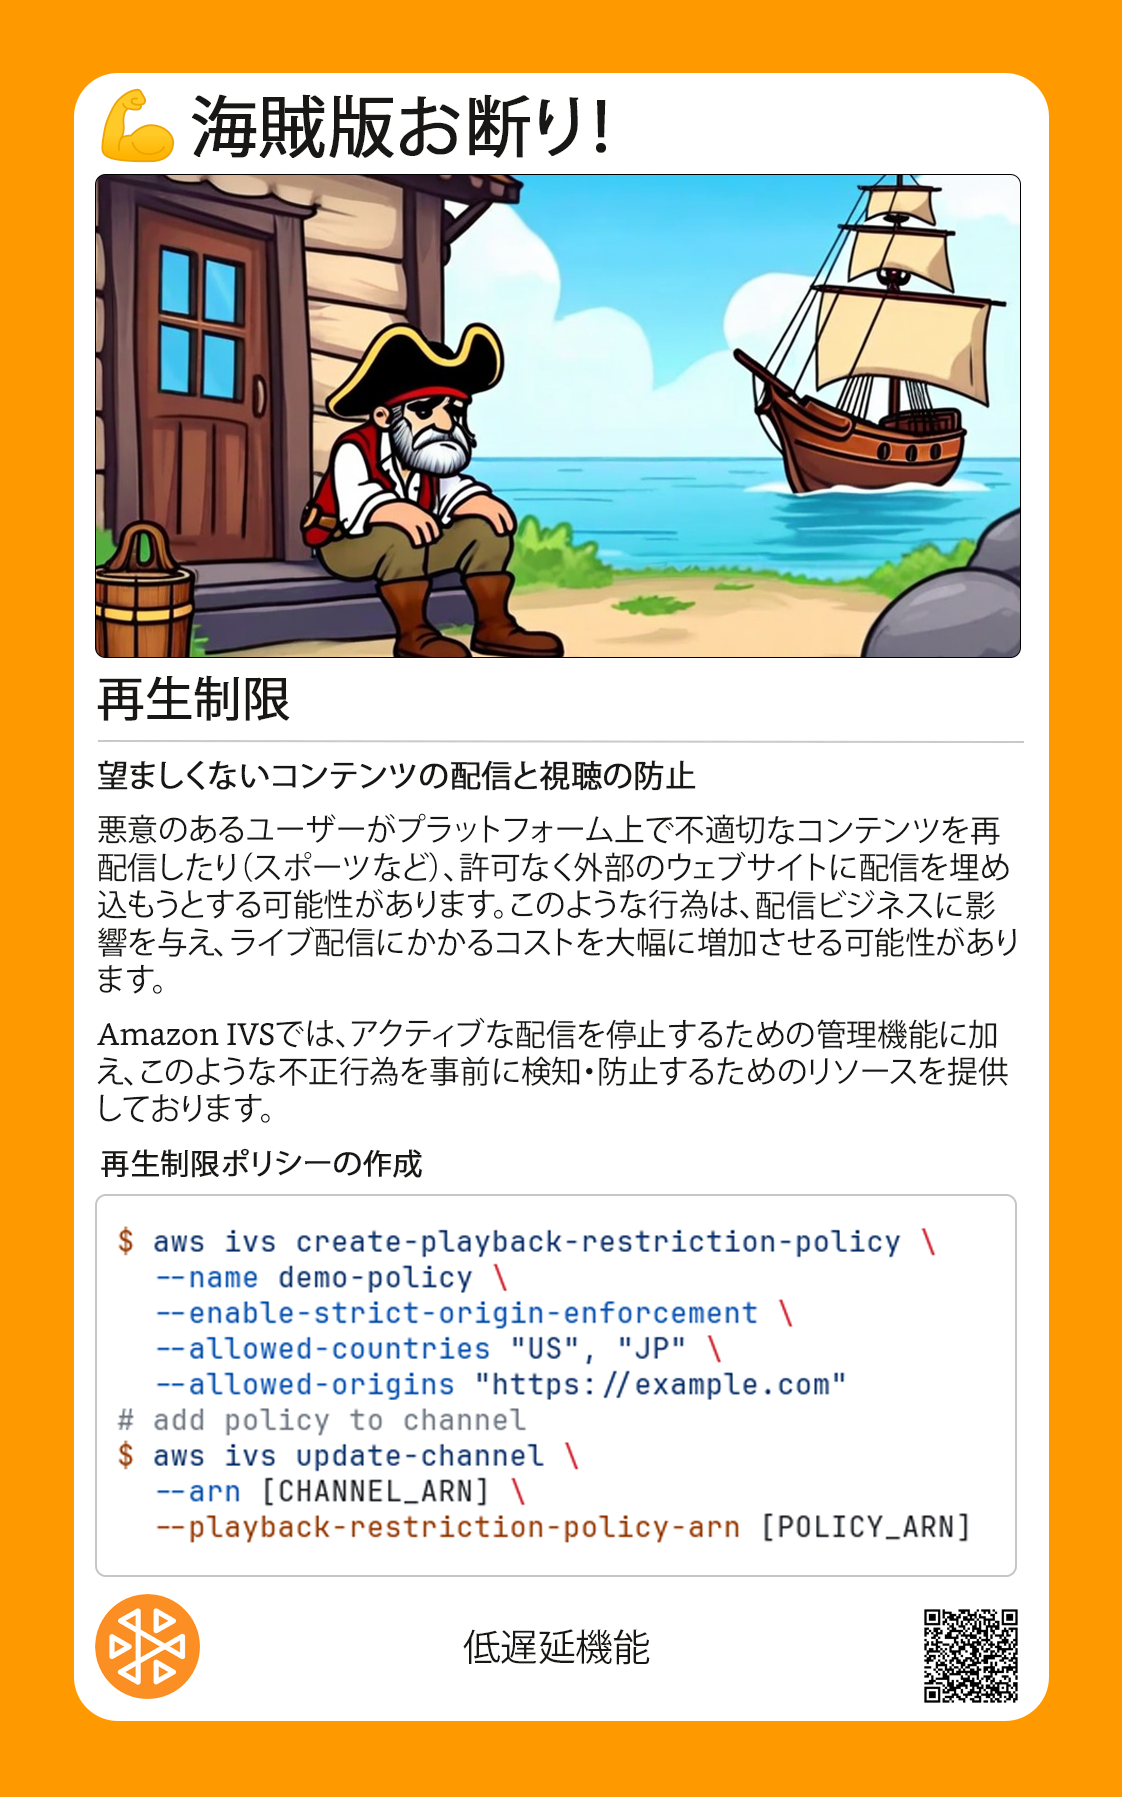 💪 海賊版お断り!
再生制限
望ましくないコンテンツの配信と視聴の防止
悪意のあるユーザーがプラットフォーム上で不適切なコンテンツを再
配信したり（スポーツなど）、許可なく外部のウェブサイトに配信を埋め
込もうとする可能性があります。このような行為は、配信ビジネスに影
響を与え、ライブ配信にかかるコストを大幅に増加させる可能性があり
ます。
Amazon IVSでは、アクティブな配信を停止するための管理機能に加
え、このような不正行為を事前に検知・防止するためのリソースを提供
しております。
再生制限ポリシーの作成
$ aws ivs create-playback-restriction-policy \
--name demo-policy \
--enable-strict-origin-enforcement \
--allowed-countries "US", "JP" \
--allowed-origins "https://example.com"
# add policy to channel
$ aws ivs update-channel \
--arn [CHANNEL_ARN] \
--playback-restriction-policy-arn [POLICY_ARN]
低遅延機能